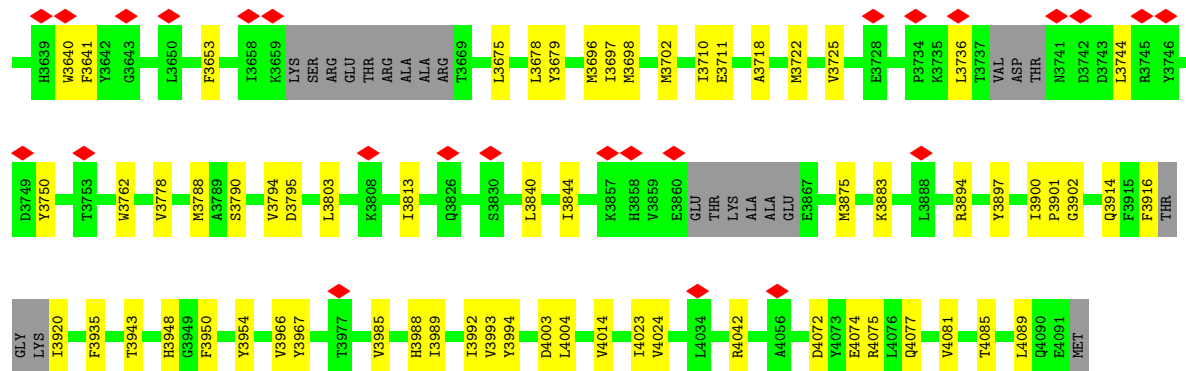 H3639 W3640 F3641 Y3642 G3643 L3650 F3653 I3658 K3659 LYS SER ARG GLU THR ARG ALA ALA ARG T3669 L3675 L3678 Y3679 M3696 I3697 M3698 M3702 I3710 E3711 A3718 M3722 V3725 E3728 P3734 K3735 L3736 T3737 VAL ASP THR N3741 D3742 D3743 L3744 R3745 Y3746
D3749 Y3750 T3753 W3762 V3778 M3788 A3789 S3790 V3794 D3795 L3803 K3808 I3813 Q3826 S3830 L3840 I3844 K3857 H3858 V3859 E3860 GLU THR LYS ALA ALA GLU E3867 M3875 K3883 L3888 R3894 Y3897 I3900 P3901 G3902 Q3914 F3915 F3916 THR
GLY LYS I3920 F3935 T3943 H3948 G3949 F3950 Y3954 V3966 Y3967 T3977 V3985 H3988 I3989 I3992 V3993 Y3994 D4003 L4004 V4014 I4023 V4024 L4034 R4042 A4056 D4072 Y4073 E4074 R4075 L4076 Q4077 V4081 T4085 L4089 Q4090 E4091 MET